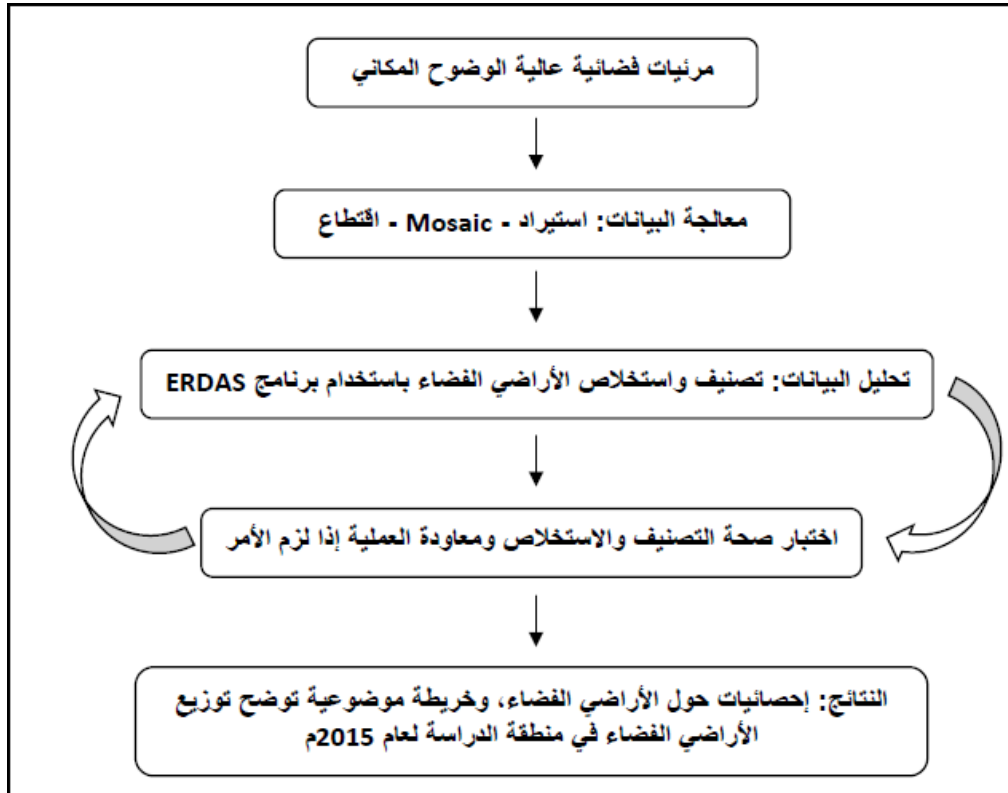 مرئيات فضائية عالية الوضوح المكاني
معالجة البيانات: استيراد - Mosaic - اقتطاع
تحليل البيانات: تصنيف واستخلاص الأراضي الفضاء باستخدام برنامج ERDAS
اختبار صحة التصنيف والاستخلاص ومعاودة العملية إذا لزم الأمر
النتائج: إحصائيات حول الأراضي الفضاء، وخريطة موضوعية توضح توزيع
الأراضي الفضاء في منطقة الدراسة لعام 2015م